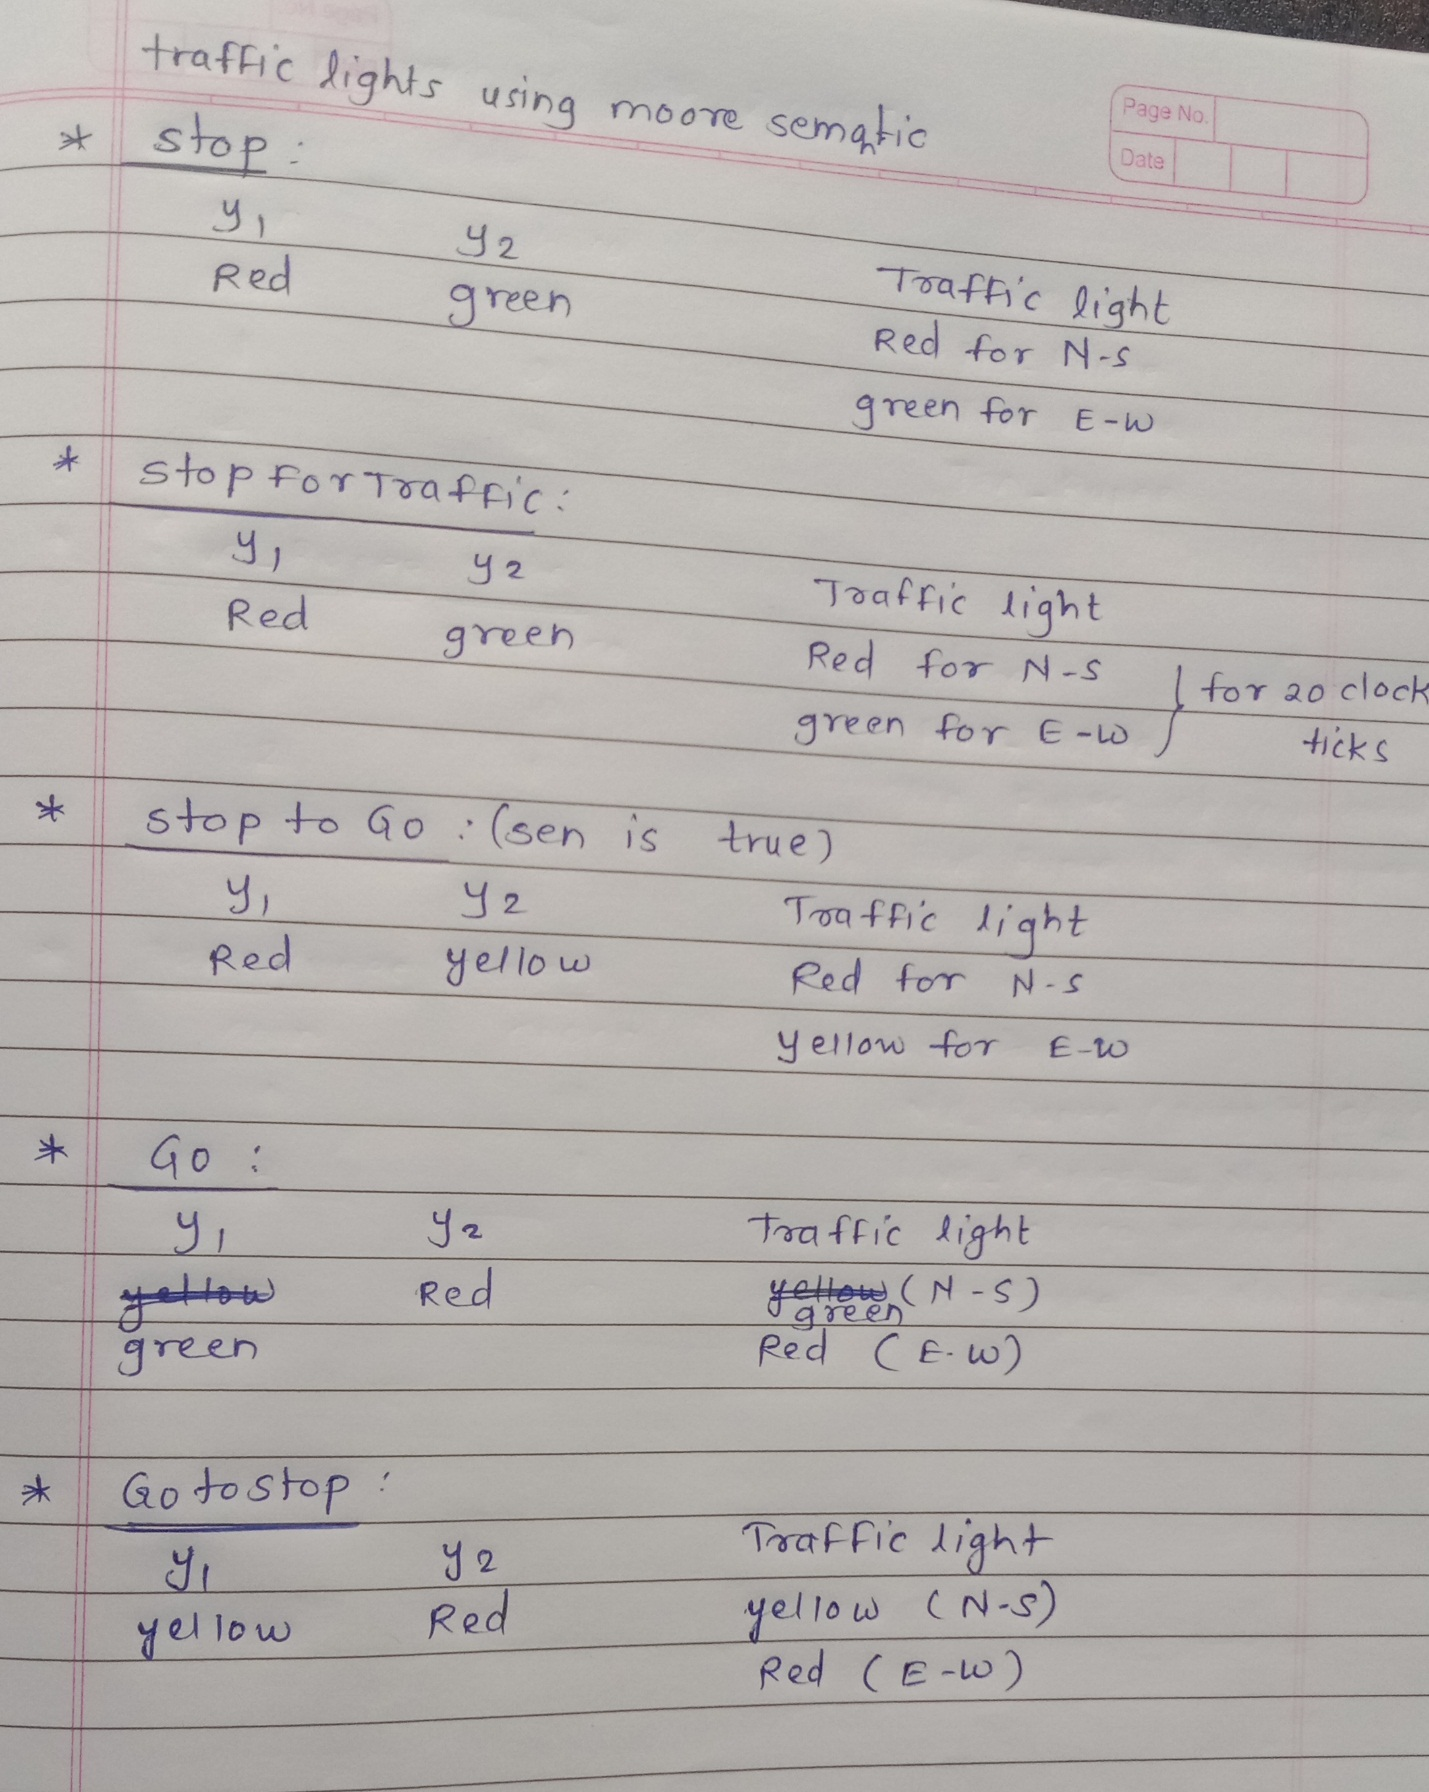 traffic lights using moore semantic
Page No.
Date
* stop :
y1 y2 Traffic light
Red green Red for N-S
green for E-W
* stop For Traffic :
y1 y2 Traffic light
Red green Red for N-S } for 20 clock
green for E-W ticks
* stop to Go : (sen is true)
y1 y2 Traffic light
Red yellow Red for N-S
yellow for E-W
* Go :
y1 y2 Traffic light
yellow Red yellow (N-S)
green
green Red (E-W)
* Go to stop :
y1 y2 Traffic light
yellow Red yellow (N-S)
Red (E-W)